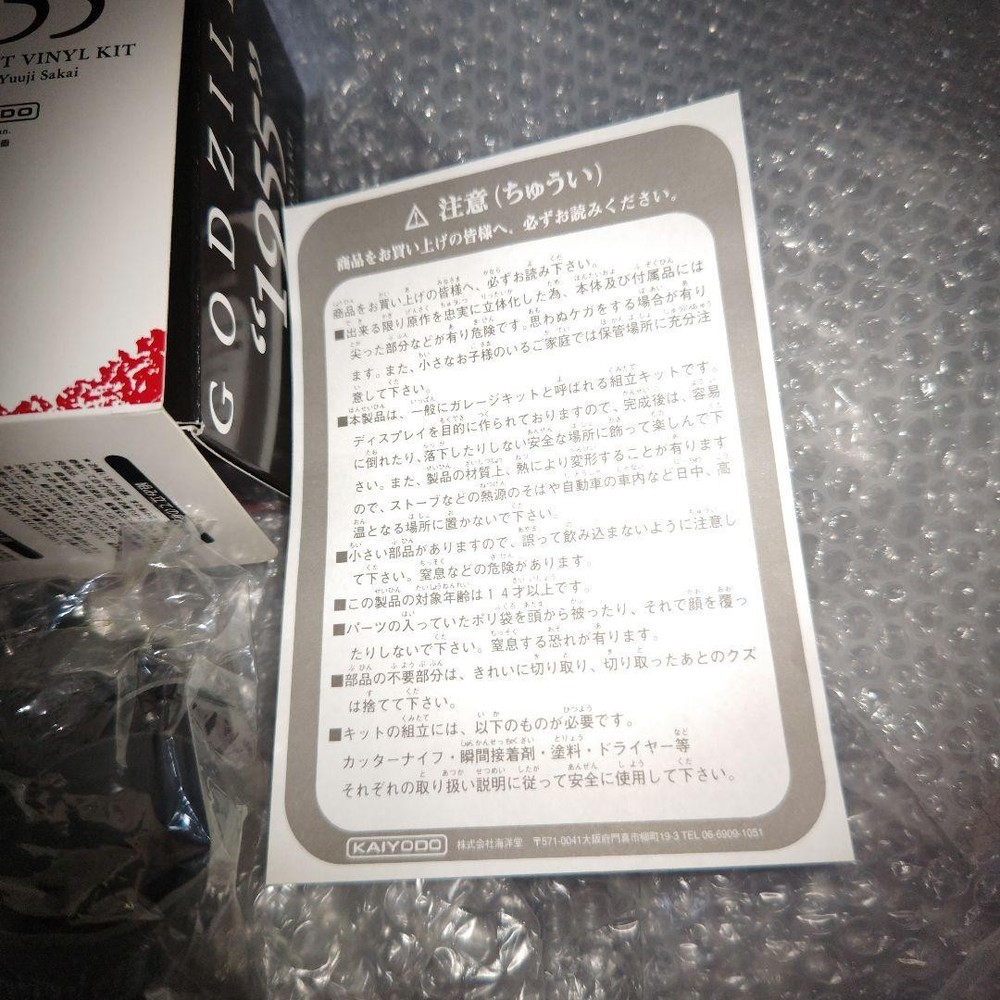 T VINYL KIT
Yuuji Sakai
GODZIL
"1955"
注意(ちゅうい)
商品をお買い上げの皆様へ、必ずお読みください。
商品をお買い上げの皆様へ、必ずお読み下さい。
■出来る限り原作を忠実に立体化した為、本体及び付属品には
尖った部分などが有り危険です。思わぬケガをする場合が有り
ます。また、小さなお子様のいるご家庭では保管場所に充分注
意して下さい。
■本製品は、一般にガレージキットと呼ばれる組立キットです。
ディスプレイを目的に作られておりますので、完成後は、容易
に倒れたり、落下したりしない安全な場所に飾って楽しんで下
さい。また、製品の材質上、熱により変形することが有ります
ので、ストーブなどの熱源のそばや自動車の車内など日中、高
温となる場所に置かないで下さい。
■小さい部品がありますので、誤って飲み込まないように注意し
て下さい。窒息などの危険があります。
■この製品の対象年齢は14才以上です。
■パーツの入っていたポリ袋を頭から被ったり、それで顔を覆っ
たりしないで下さい。窒息する恐れが有ります。
■部品の不要部分は、きれいに切り取り、切り取ったあとのクズ
は捨てて下さい。
■キットの組立には、以下のものが必要です。
カッターナイフ・瞬間接着剤・塗料・ドライヤー等
それぞれの取り扱い説明に従って安全に使用して下さい。
KAIYODO 株式会社海洋堂 〒571-0041大阪府門真市柳町19-3 TEL 06-6909-1051